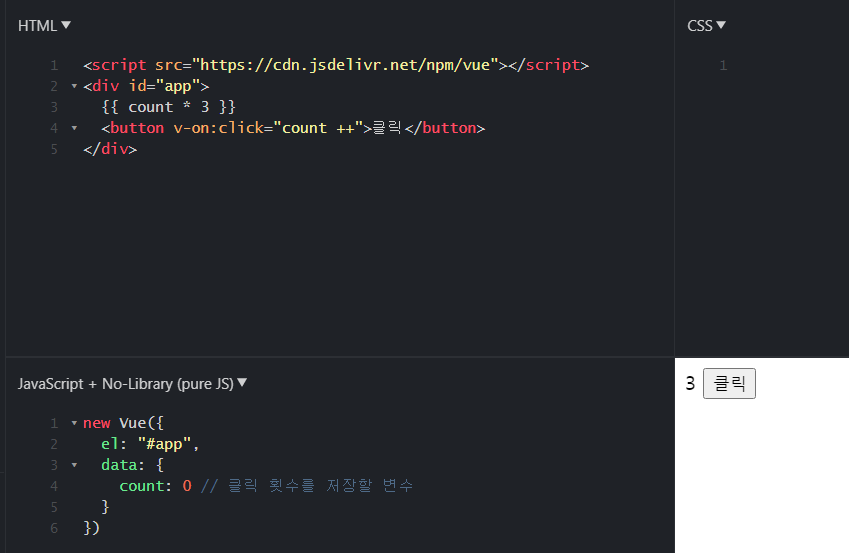 HTML ▼
CSS ▼
1 <script src="https://cdn.jsdelivr.net/npm/vue"></script>
2 ▾ <div id="app">
3 {{ count * 3 }}
4 ▾ <button v-on:click="count ++">클릭</button>
5 </div>
1
JavaScript + No-Library (pure JS) ▼
1 ▾ new Vue({
2 el: "#app",
3 ▾ data: {
4 count: 0 // 클릭 횟수를 저장할 변수
5 }
6 })
3 클릭